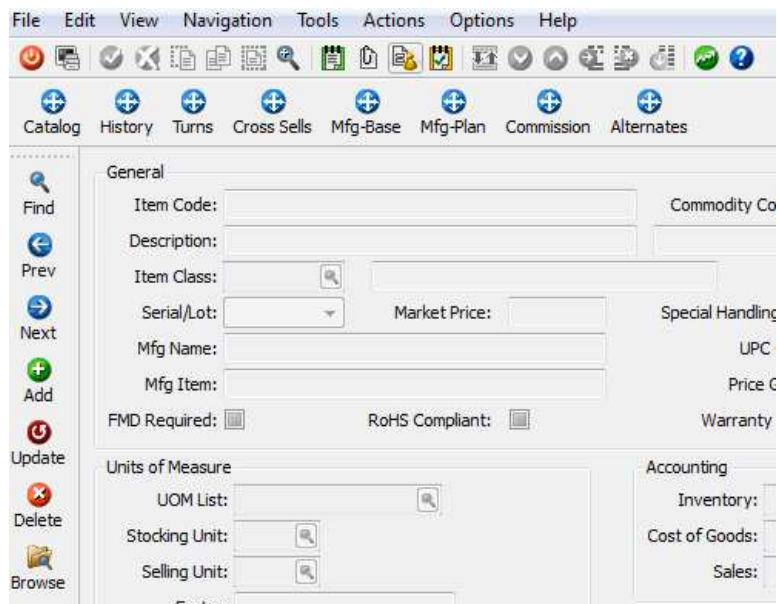 File Edit View Navigation Tools Actions Options Help
Catalog History Turns Cross Sells Mfg-Base Mfg-Plan Commission Alternates
Find
Prev
Next
Add
Update
Delete
Browse
General
Item Code: Commodity Co
Description:
Item Class:
Serial/Lot: Market Price: Special Handling
Mfg Name: UPC
Mfg Item: Price G
FMD Required: RoHS Compliant: Warranty
Units of Measure
UOM List:
Stocking Unit:
Selling Unit:
Accounting
Inventory:
Cost of Goods:
Sales: